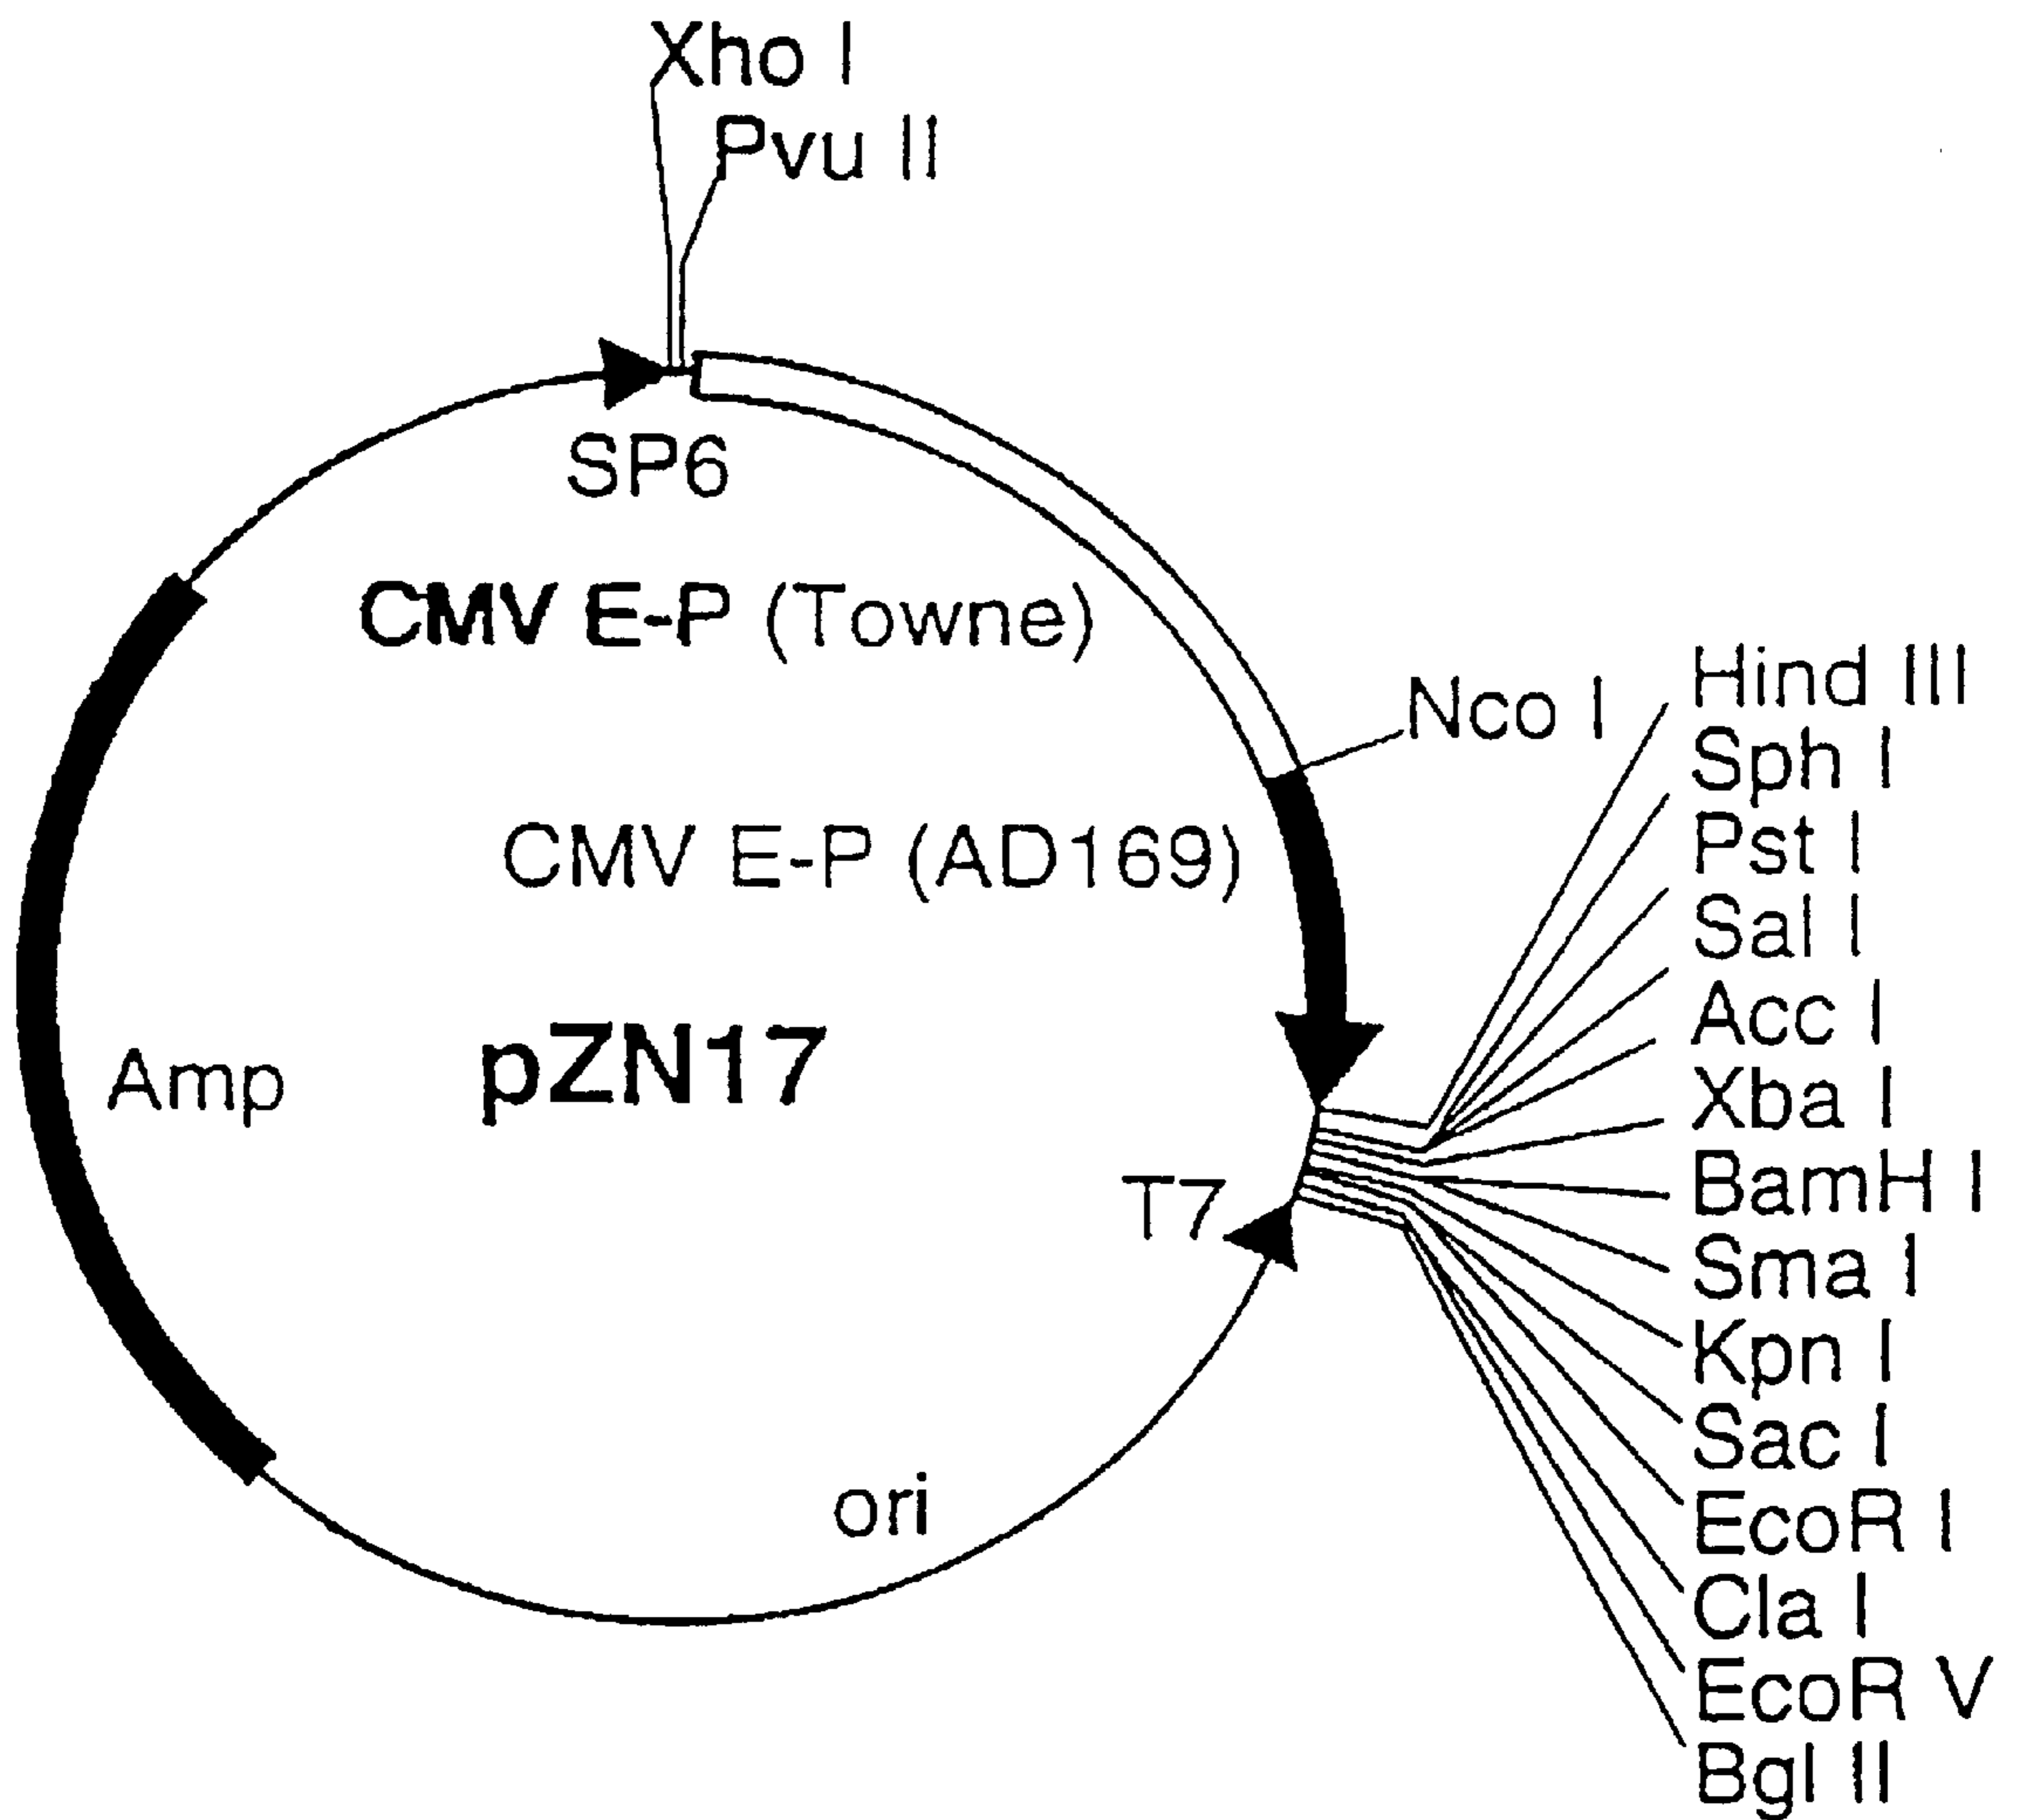 Xho I
Pvu II
SP6
CMV E-P (Towne)
Nco I
Hind III
Sph I
Pst I
Sal I
Acc I
Xba I
BamH I
Sma I
Kpn I
Sac I
EcoR I
Cla I
EcoR V
Bgl II
CMV E-P (AD169)
pZN17
Amp
T7
ori